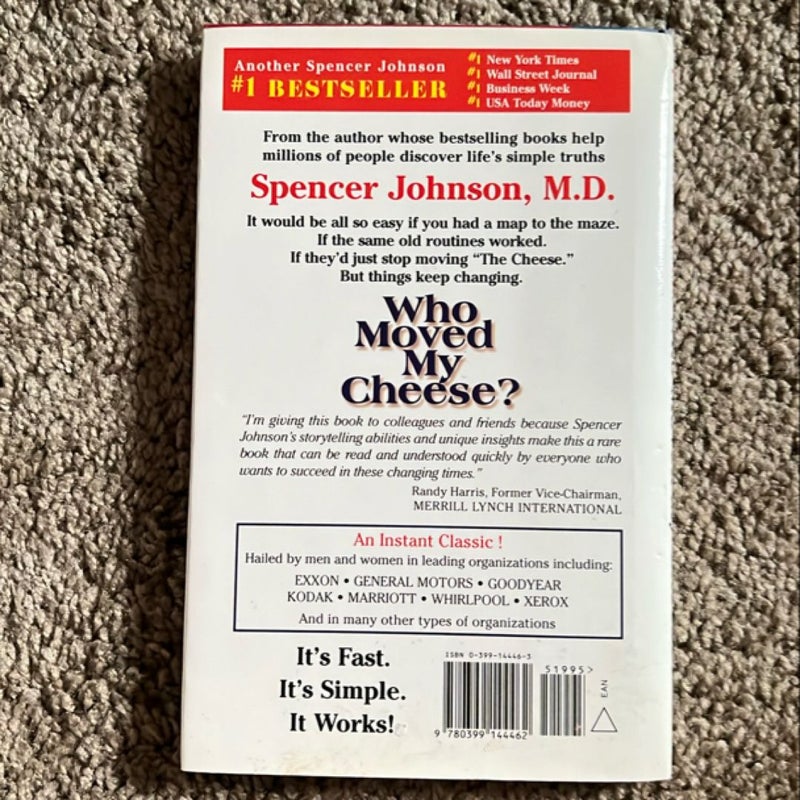 Another Spencer Johnson
#1 BESTSELLER
#1 New York Times
#1 Wall Street Journal
#1 Business Week
#1 USA Today Money
From the author whose bestselling books help
millions of people discover life's simple truths
Spencer Johnson, M.D.
It would be all so easy if you had a map to the maze.
If the same old routines worked.
If they'd just stop moving “The Cheese.”
But things keep changing.
Who
Moved
My
Cheese?
“I'm giving this book to colleagues and friends because Spencer
Johnson's storytelling abilities and unique insights make this a rare
book that can be read and understood quickly by everyone who
wants to succeed in these changing times.”
Randy Harris, Former Vice-Chairman,
MERRILL LYNCH INTERNATIONAL
An Instant Classic !
Hailed by men and women in leading organizations including:
EXXON • GENERAL MOTORS • GOODYEAR
KODAK • MARRIOTT • WHIRLPOOL • XEROX
And in many other types of organizations
It's Fast.
It's Simple.
It Works!
ISBN 0-399-14446-3
51995>
EAN
9 780399 144462